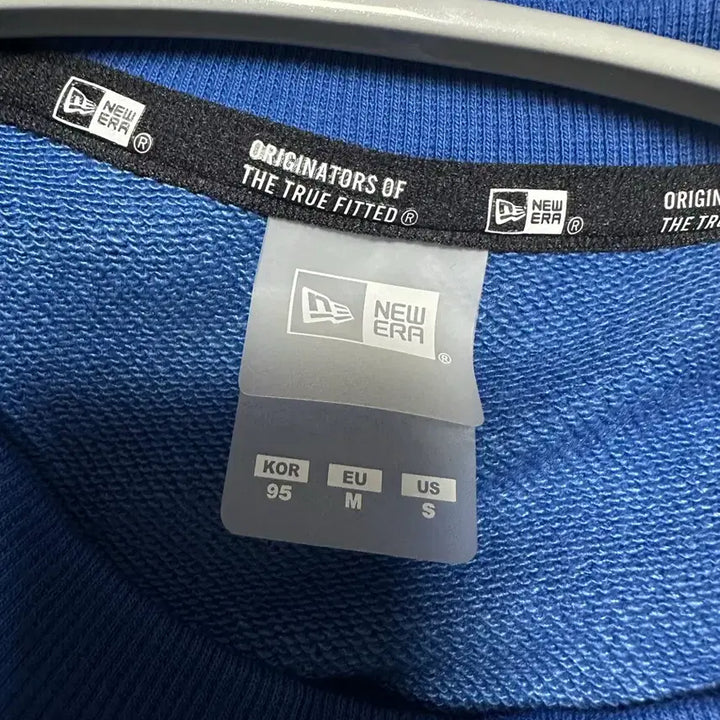 NEW
ERA®
ORIGINATORS OF
THE TRUE FITTED®
NEW
ERA®
ORIGIN
THE TRU
NEW
ERA®
KOR EU US
95 M S